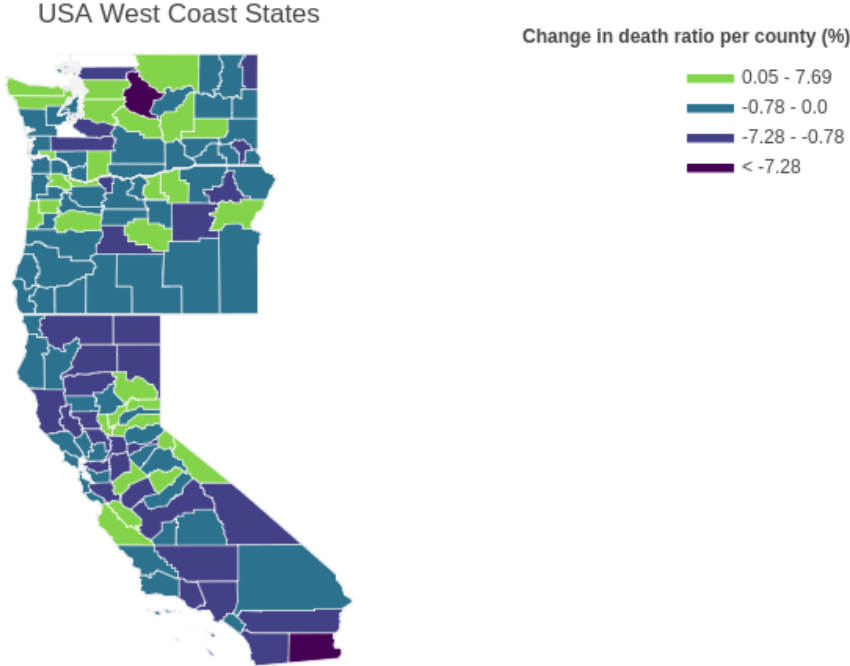 USA West Coast States
Change in death ratio per county (%)
0.05 - 7.69
-0.78 - 0.0
-7.28 - -0.78
< -7.28